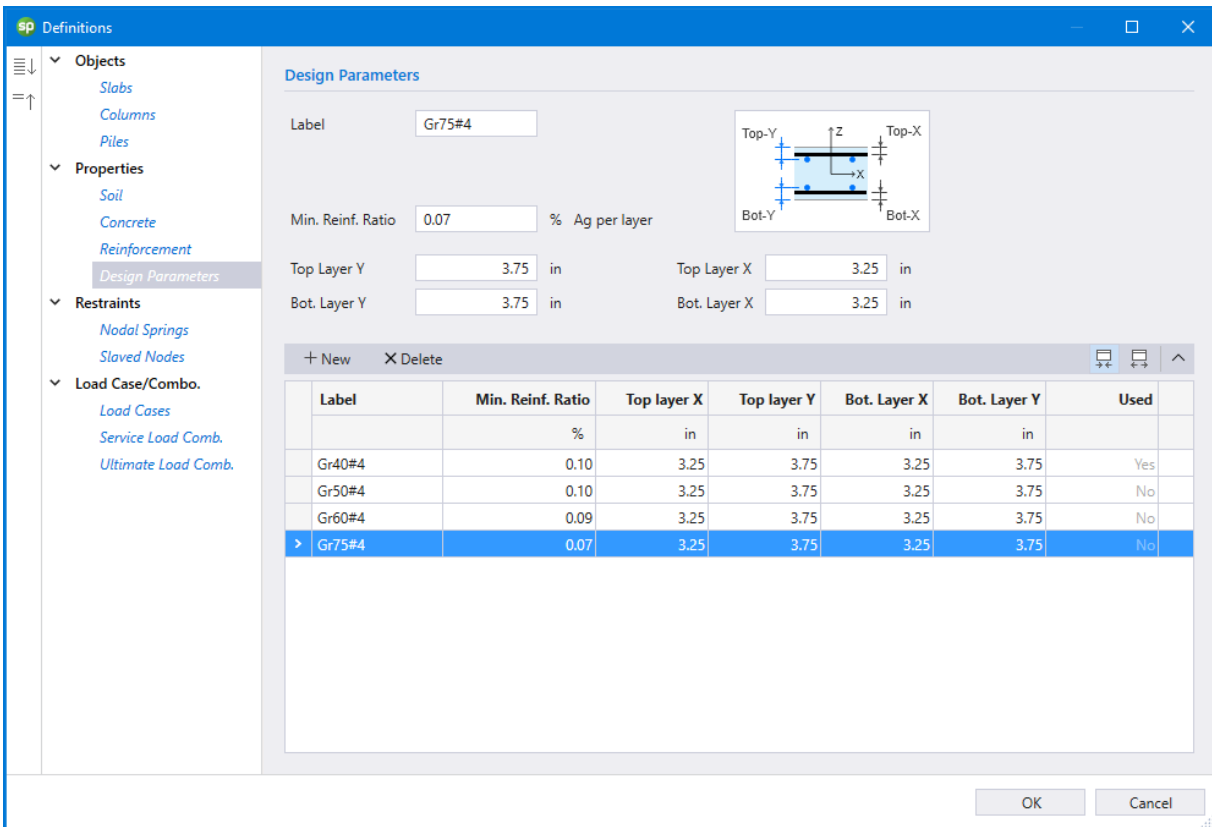 sp Definitions
Objects
Slabs
Columns
Piles
Properties
Soil
Concrete
Reinforcement
Design Parameters
Restraints
Nodal Springs
Slaved Nodes
Load Case/Combo.
Load Cases
Service Load Comb.
Ultimate Load Comb.
Design Parameters
Label Gr75#4
Top-Y Z Top-X
X
Bot-Y Bot-X
Min. Reinf. Ratio 0.07 % Ag per layer
Top Layer Y 3.75 in Top Layer X 3.25 in
Bot. Layer Y 3.75 in Bot. Layer X 3.25 in
New Delete
Label Min. Reinf. Ratio Top layer X Top layer Y Bot. Layer X Bot. Layer Y Used
% in in in in
Gr40#4 0.10 3.25 3.75 3.25 3.75 Yes
Gr50#4 0.10 3.25 3.75 3.25 3.75 No
Gr60#4 0.09 3.25 3.75 3.25 3.75 No
Gr75#4 0.07 3.25 3.75 3.25 3.75 No
OK Cancel